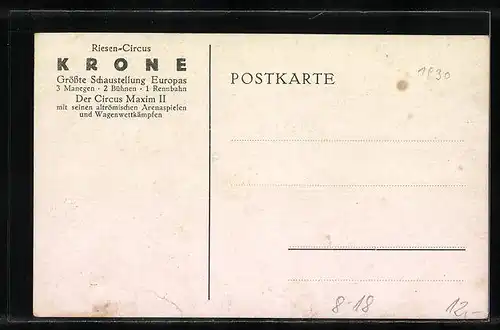 Riesen-Circus
KRONE
Größte Schaustellung Europas
3 Manegen · 2 Bühnen · 1 Rennbahn
Der Circus Maxim II
mit seinen altrömischen Arenaspielen
und Wagenwettkämpfen
POSTKARTE
1930
8-18
12,-